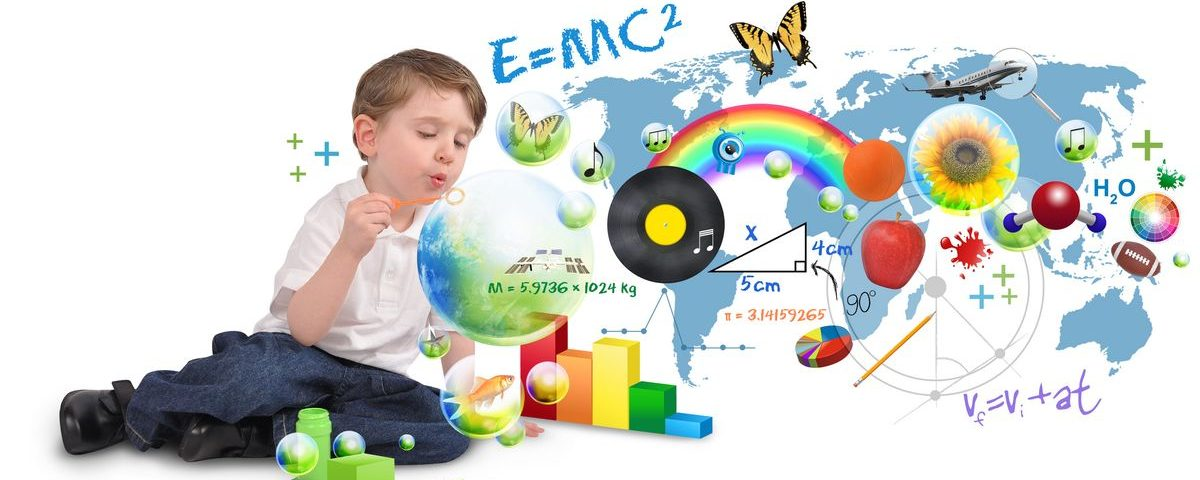 E=MC²
H₂O
X
4cm
5cm
90°
M = 5.9736 x 1024 kg
π = 3.14159265
Vf=Vi+at